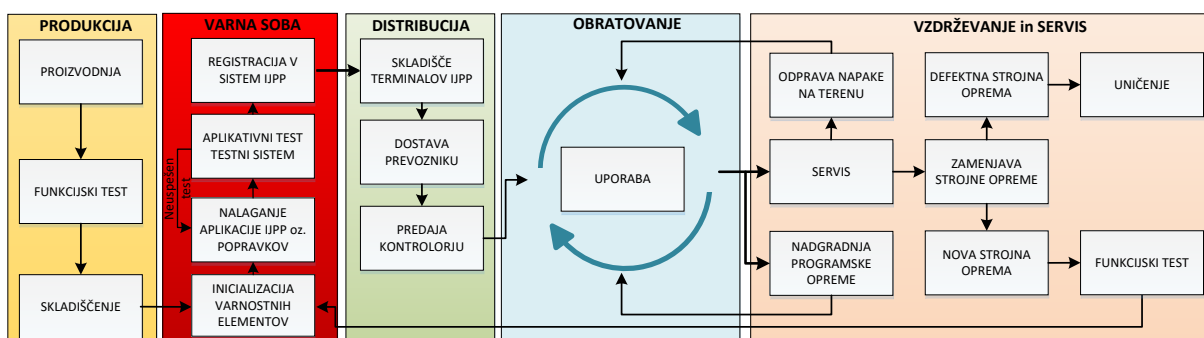 PRODUKCIJA
PROIZVODNJA
FUNKCIJSKI TEST
SKLADIŠČENJE
VARNA SOBA
REGISTRACIJA V
SISTEM IJPP
APLIKATIVNI TEST
TESTNI SISTEM
Neuspešen
test
NALAGANJE
APLIKACIJE IJPP oz.
POPRAVKOV
INICIALIZACIJA
VARNOSTNIH
ELEMENTOV
DISTRIBUCIJA
SKLADIŠČE
TERMINALOV IJPP
DOSTAVA
PREVOZNIKU
PREDAJA
KONTROLORJU
OBRATOVANJE
UPORABA
VZDRŽEVANJE in SERVIS
ODPRAVA NAPAKE
NA TERENU
DEFEKTNA STROJNA
OPREMA
UNIČENJE
SERVIS
ZAMENJAVA
STROJNE OPREME
NADGRADNJA
PROGRAMSKE
OPREME
NOVA STROJNA
OPREMA
FUNKCIJSKI TEST